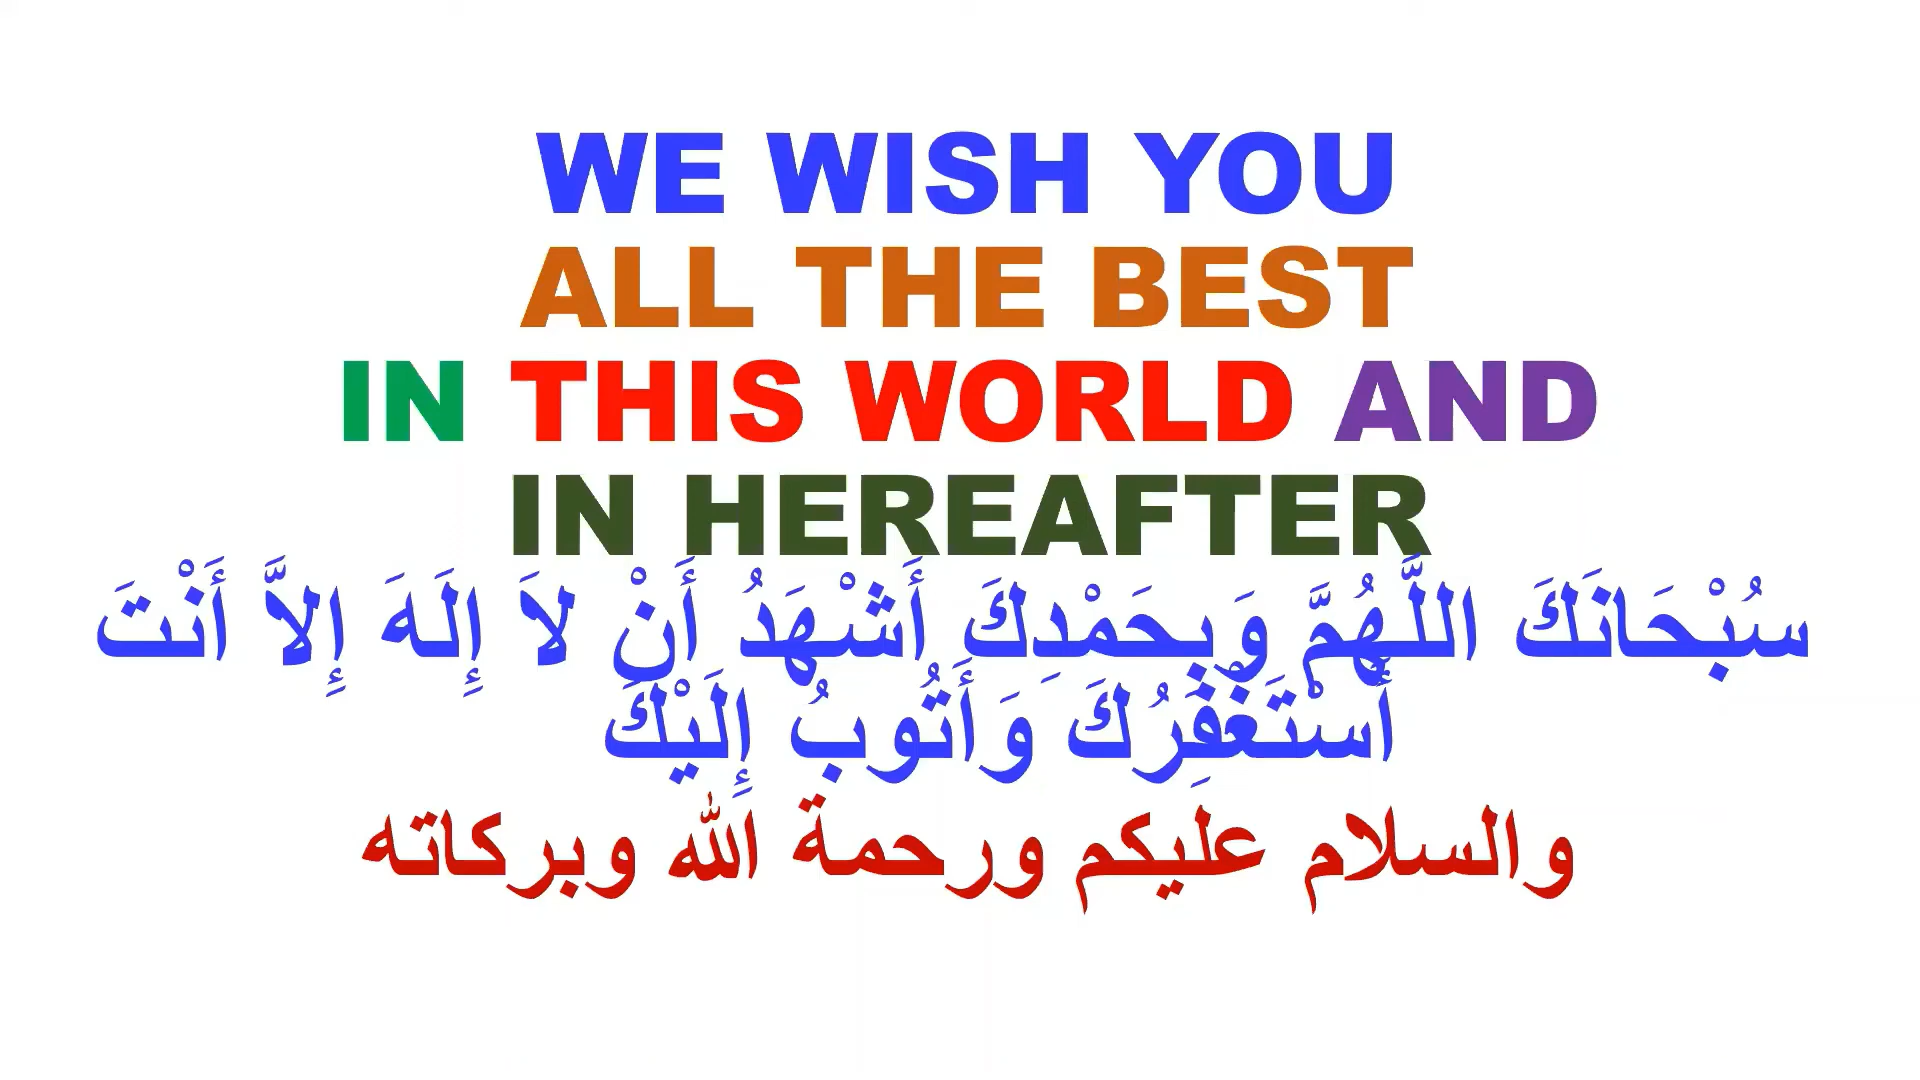 WE WISH YOU
ALL THE BEST
IN THIS WORLD AND
IN HEREAFTER
سُبْحَانَكَ اللَّهُمَّ وَبِحَمْدِكَ أَشْهَدُ أَنْ لاَ إِلَهَ إِلاَّ أَنْتَ
أَسْتَغْفِرُكَ وَأَتُوبُ إِلَيْكَ
والسلام عليكم ورحمة الله وبركاته